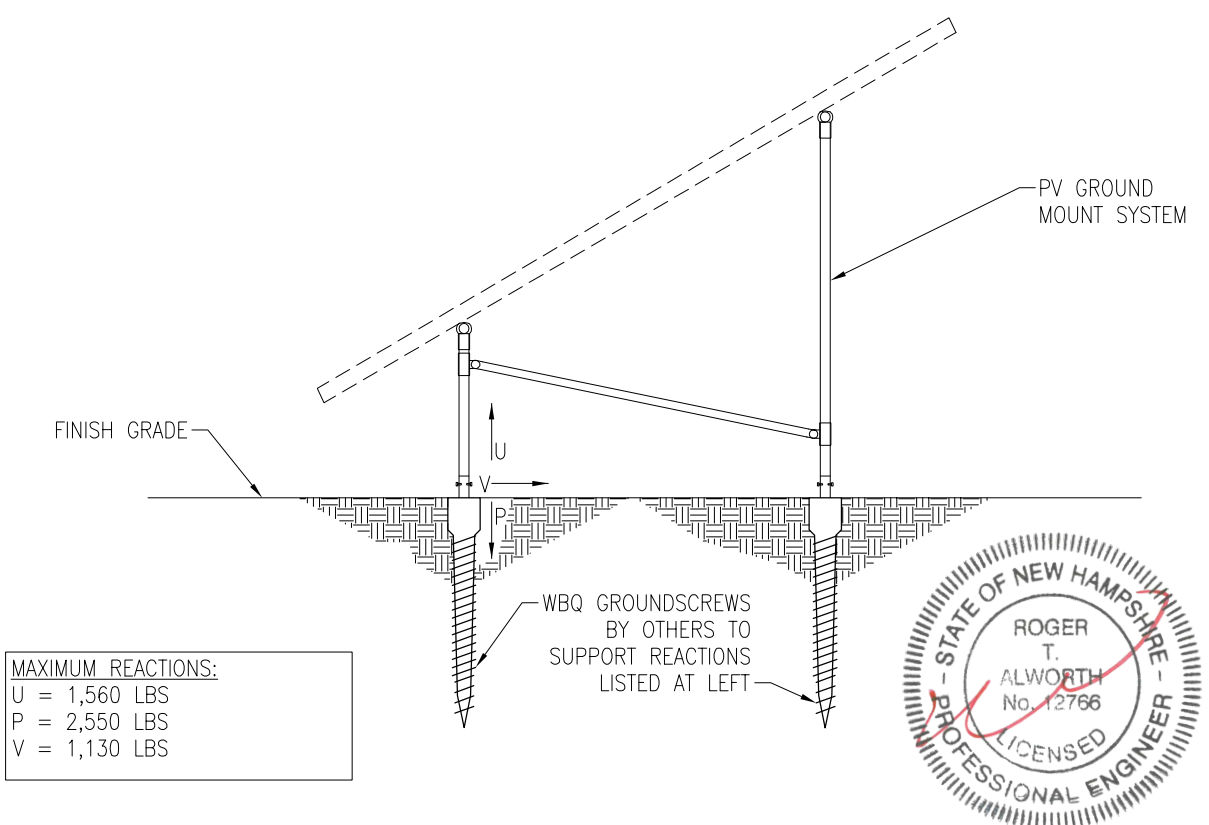 PV GROUND
MOUNT SYSTEM
FINISH GRADE
U
V
P
WBQ GROUNDSCREWS
BY OTHERS TO
SUPPORT REACTIONS
LISTED AT LEFT
MAXIMUM REACTIONS:
U = 1,560 LBS
P = 2,550 LBS
V = 1,130 LBS
STATE OF NEW HAMPSHIRE
ROGER
T.
ALWORTH
No. 12766
LICENSED
PROFESSIONAL ENGINEER